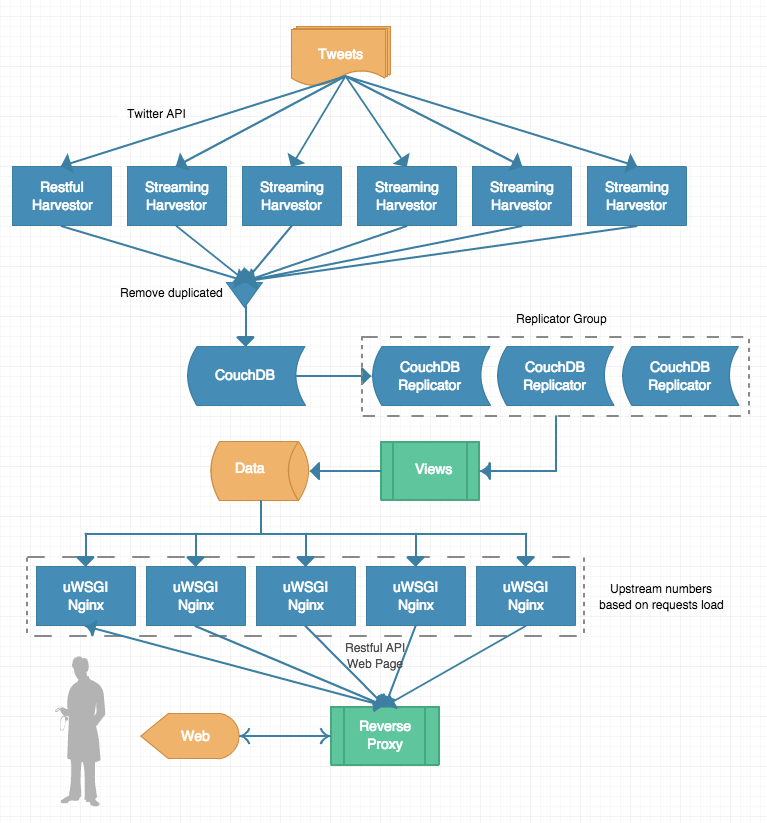 Tweets
Twitter API
Restful
Harvestor
Streaming
Harvestor
Streaming
Harvestor
Streaming
Harvestor
Streaming
Harvestor
Streaming
Harvestor
Remove duplicated
Replicator Group
CouchDB
CouchDB
Replicator
CouchDB
Replicator
CouchDB
Replicator
Data
Views
uWSGI
Nginx
uWSGI
Nginx
uWSGI
Nginx
uWSGI
Nginx
uWSGI
Nginx
Upstream numbers
based on requests load
Restful API
Web Page
Web
Reverse
Proxy